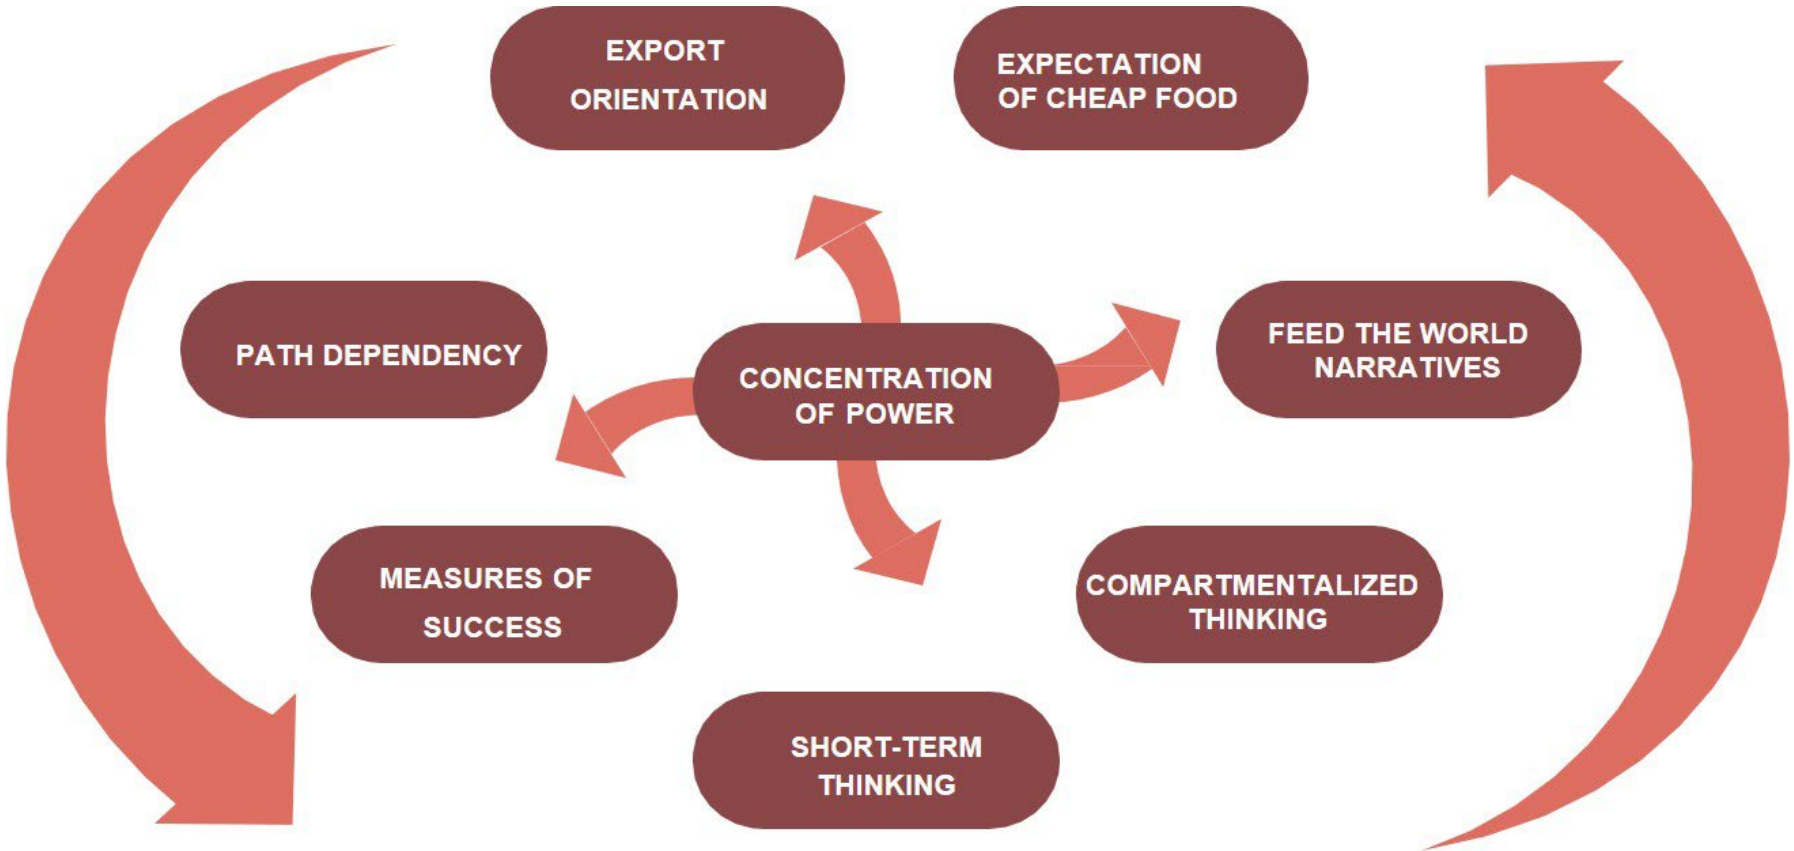 EXPORT
ORIENTATION
EXPECTATION
OF CHEAP FOOD
PATH DEPENDENCY
CONCENTRATION
OF POWER
FEED THE WORLD
NARRATIVES
MEASURES OF
SUCCESS
COMPARTMENTALIZED
THINKING
SHORT-TERM
THINKING